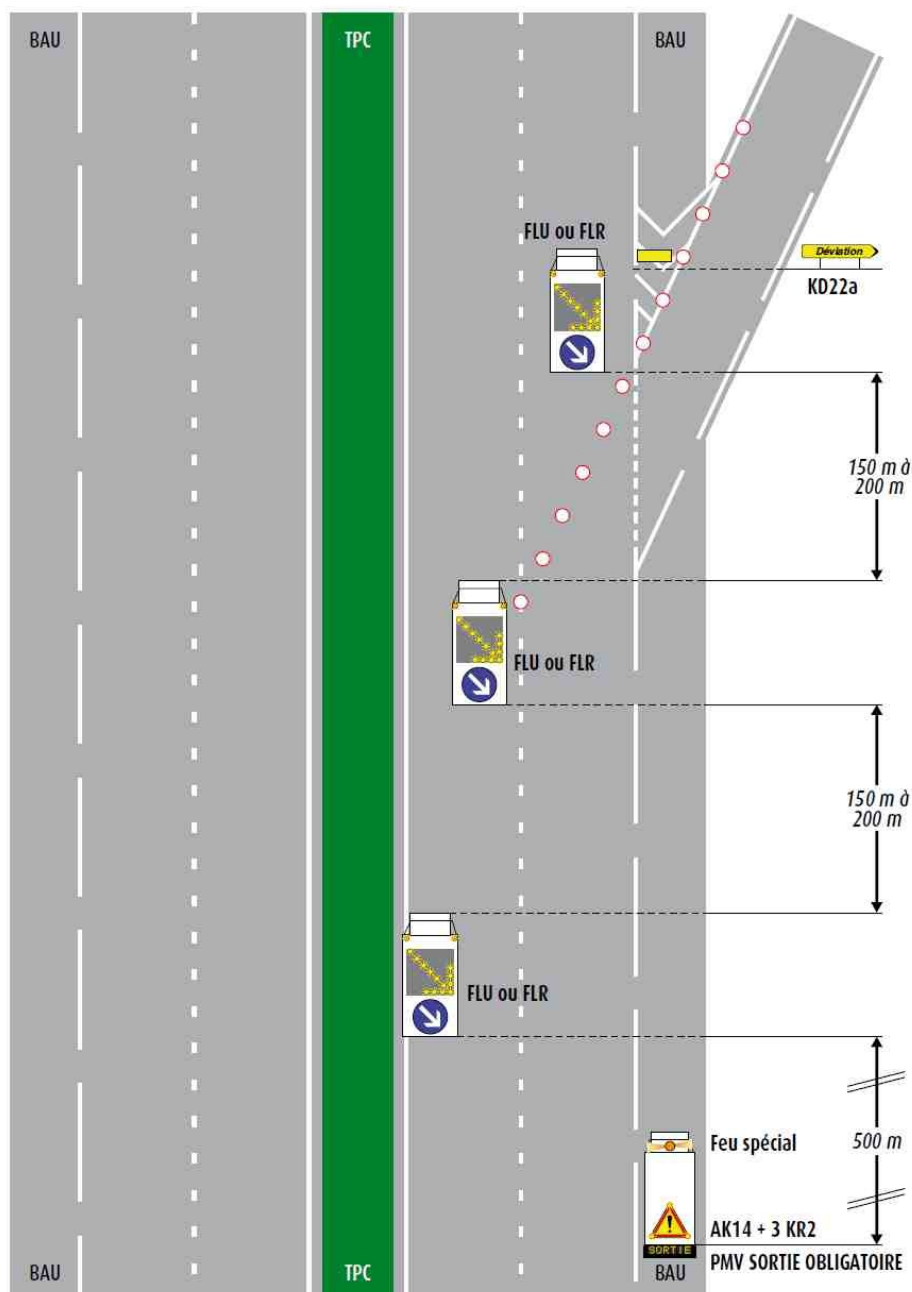 BAU
TPC
BAU
FLU ou FLR
Déviation
KD22a
150 m à
200 m
FLU ou FLR
150 m à
200 m
FLU ou FLR
Feu spécial
500 m
AK14 + 3 KR2
SORTIE
PMV SORTIE OBLIGATOIRE
BAU
TPC
BAU